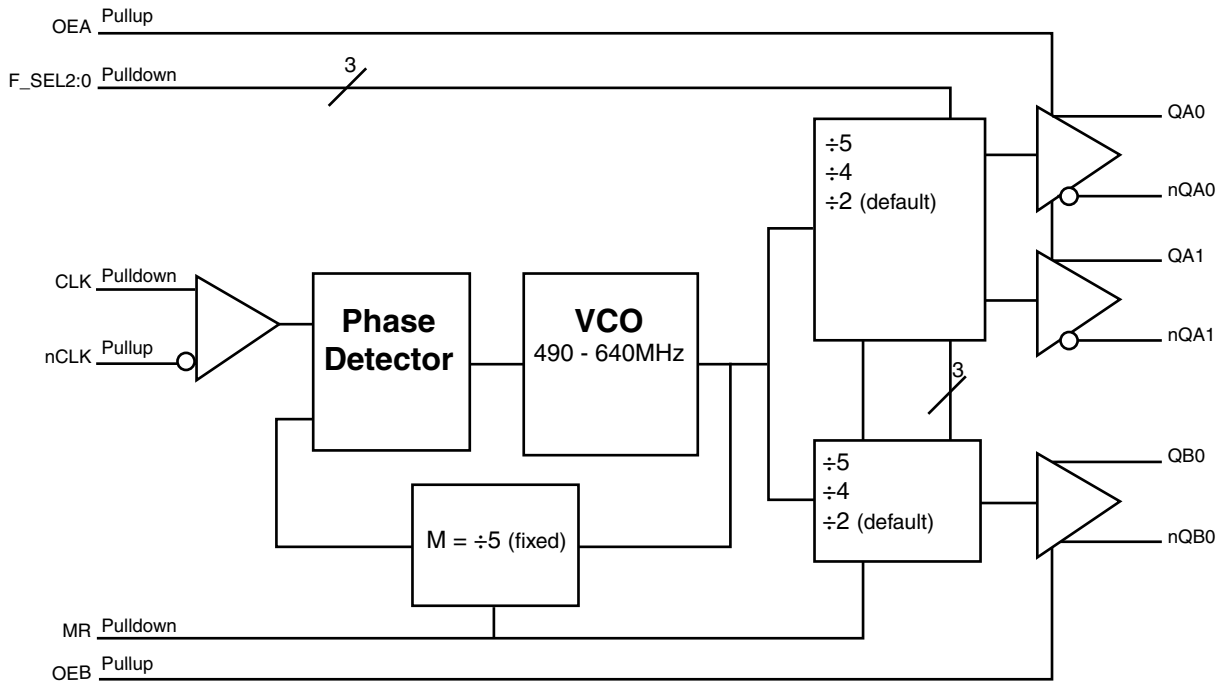 OEA Pullup
F_SEL2:0 Pulldown
3
QA0
÷5
÷4
÷2 (default)
nQA0
QA1
CLK Pulldown
Phase
Detector
VCO
490 - 640MHz
nQA1
nCLK Pullup
3
÷5
÷4
÷2 (default)
QB0
M = ÷5 (fixed)
nQB0
MR Pulldown
OEB Pullup